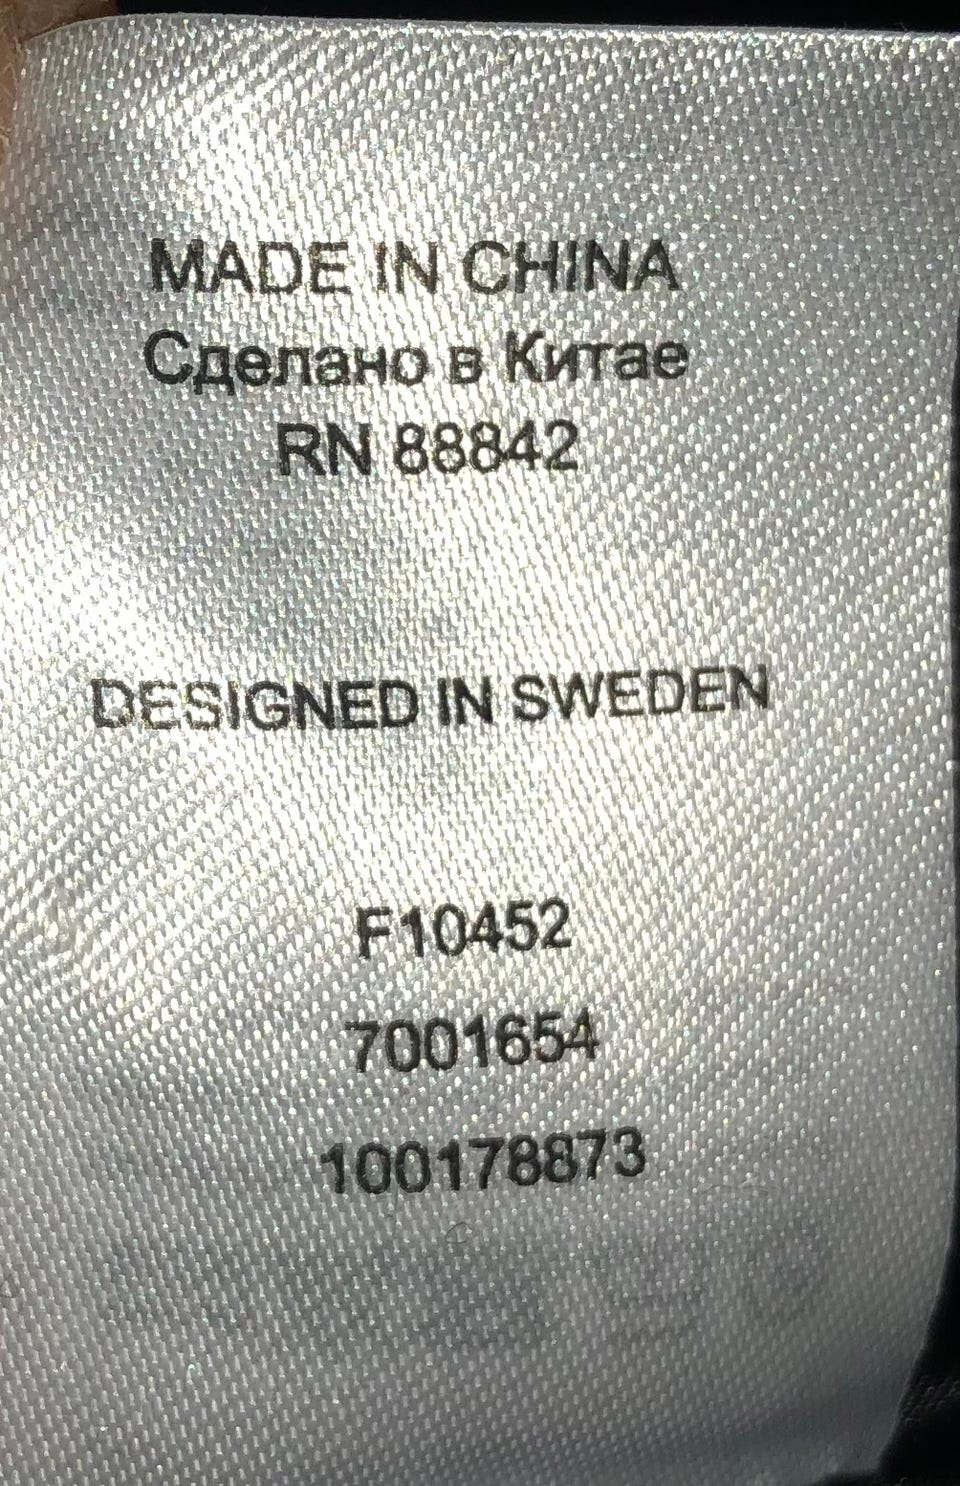 MADE IN CHINA
Сделано в Китае
RN 88842
DESIGNED IN SWEDEN
F10452
7001654
100178873